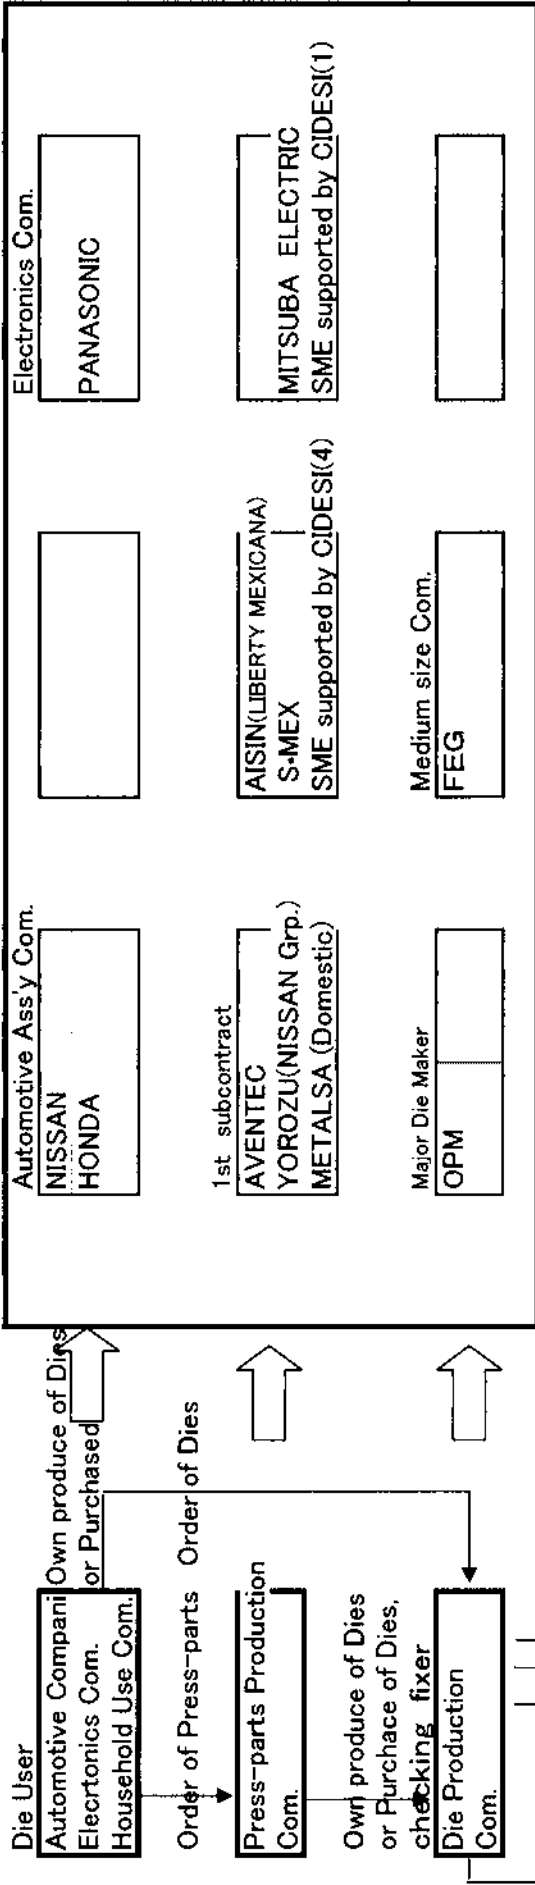 Die User
Automotive Compani
Elecrtonics Com.
Household Use Com.
Own produce of Dies
or Purchased
Order of Press-parts
Order of Dies
Press-parts Production
Com.
Own produce of Dies
or Purchace of Dies,
checking fixer
Die Production
Com.
Automotive Ass'y Com.
NISSAN
HONDA
Electronics Com.
PANASONIC
1st subcontract
AVENTEC
YOROZU(NISSAN Grp.)
METALSA (Domestic)
AISIN(LIBERTY MEXICANA)
S-MEX
SME supported by CIDESI(4)
MITSUBA ELECTRIC
SME supported by CIDESI(1)
Major Die Maker
OPM
Medium size Com.
FEG